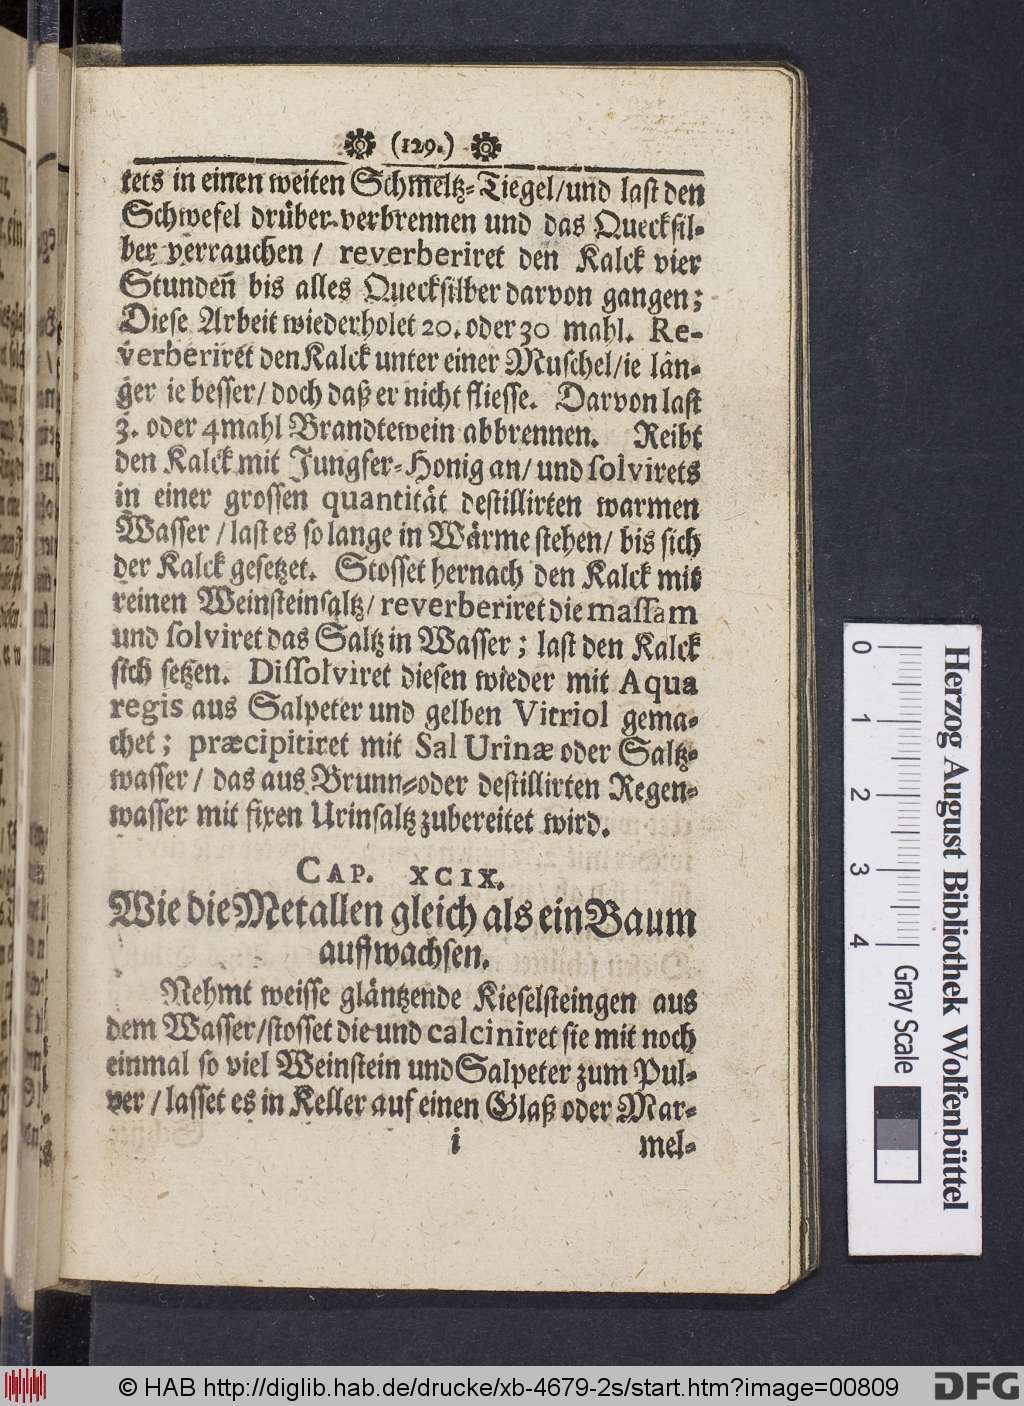 (129.)
tets in einen weiten Schmeltz-Tiegel/und last den
Schwefel drüber verbrennen und das Quecksil-
ber verrauchen / reverberiret den Kalck vier
Stunden̄ bis alles Quecksilber darvon gangen;
Diese Arbeit wiederholet 20. oder 30 mahl. Re-
verberiret den Kalck unter einer Muschel/ie län-
ger ie besser/ doch daß er nicht fliesse. Darvon last
3. oder 4mahl Brandtewein abbrennen. Reibt
den Kalck mit Jungfer-Honig an/ und solvirets
in einer grossen quantität destillirten warmen
Wasser / last es so lange in Wärme stehen/ bis sich
der Kalck gesetzet. Stosset hernach den Kalck mit
reinen Weinsteinsaltz/ reverberiret die massam
und solviret das Saltz in Wasser; last den Kalck
sich setzen. Dissolviret diesen wieder mit Aqua
regis aus Salpeter und gelben Vitriol gema-
chet; præcipitiret mit Sal Urinæ oder Saltz-
wasser / das aus Brunn-oder destillirten Regen-
wasser mit fixen Urinsaltz zubereitet wird.
CAP. XCIX.
Wie die Metallen gleich als ein Baum
auffwachsen.
Nehmt weisse gläntzende Kieselsteingen aus
dem Wasser/stosset die und calciniret sie mit noch
einmal so viel Weinstein und Salpeter zum Pul-
ver / lasset es in Keller auf einen Glaß oder Mar-
i mel-
0 1 2 3 4
Herzog August Bibliothek Wolfenbüttel
Gray Scale
© HAB http://diglib.hab.de/drucke/xb-4679-2s/start.htm?image=00809
DFG